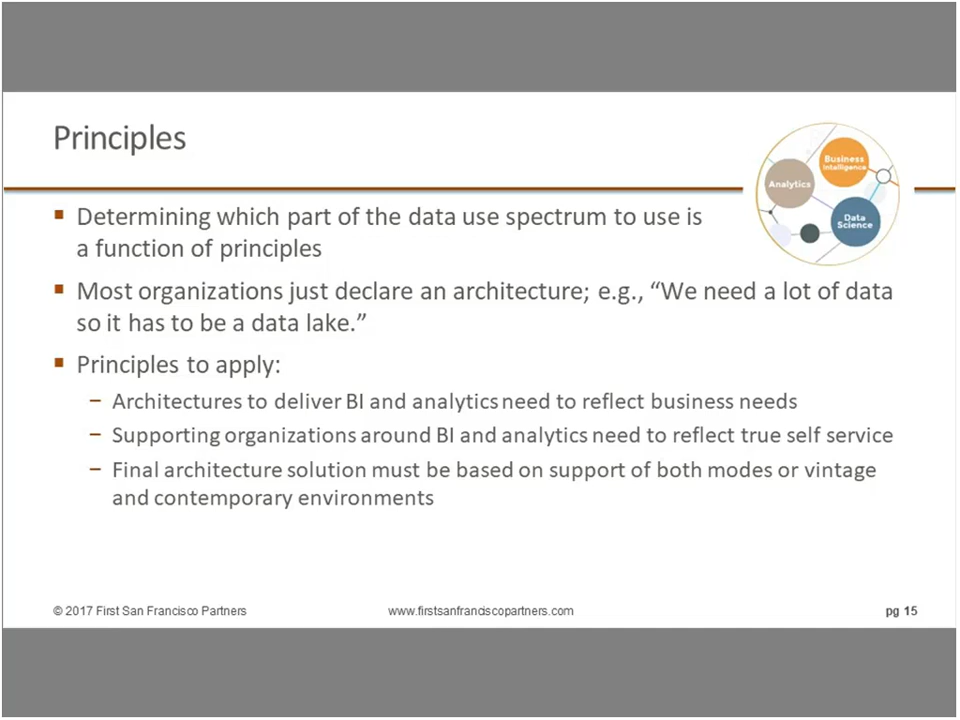 Principles
Business
Intelligence
Analytics
Data
Science
▪ Determining which part of the data use spectrum to use is
a function of principles
▪ Most organizations just declare an architecture; e.g., “We need a lot of data
so it has to be a data lake.”
▪ Principles to apply:
− Architectures to deliver BI and analytics need to reflect business needs
− Supporting organizations around BI and analytics need to reflect true self service
− Final architecture solution must be based on support of both modes or vintage
and contemporary environments
© 2017 First San Francisco Partners www.firstsanfranciscopartners.com pg 15